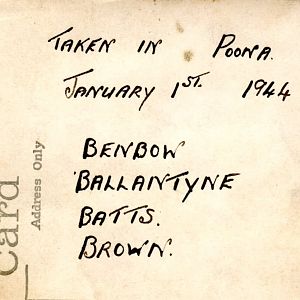 TAKEN IN POONA.
JANUARY 1ST. 1944
BENBOW
BALLANTYNE
BATTS.
BROWN.
Card
Address Only